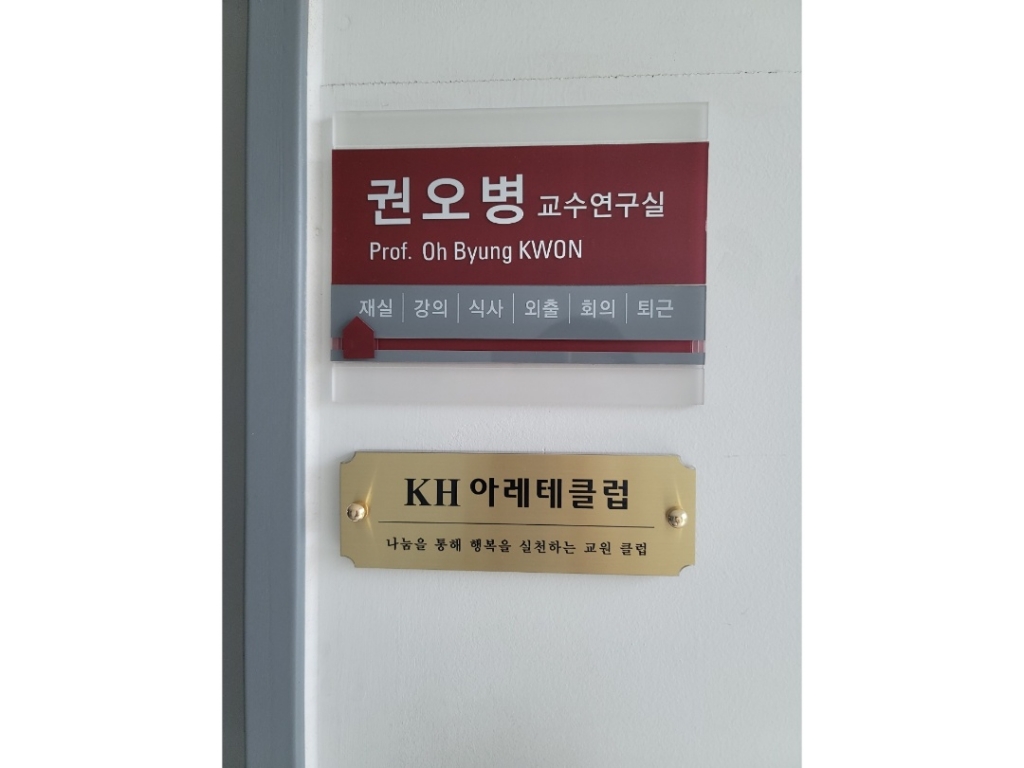 권오병 교수연구실
Prof. Oh Byung KWON
재실 | 강의 | 식사 | 외출 | 회의 | 퇴근
KH 아레테클럽
나눔을 통해 행복을 실천하는 교원 클럽